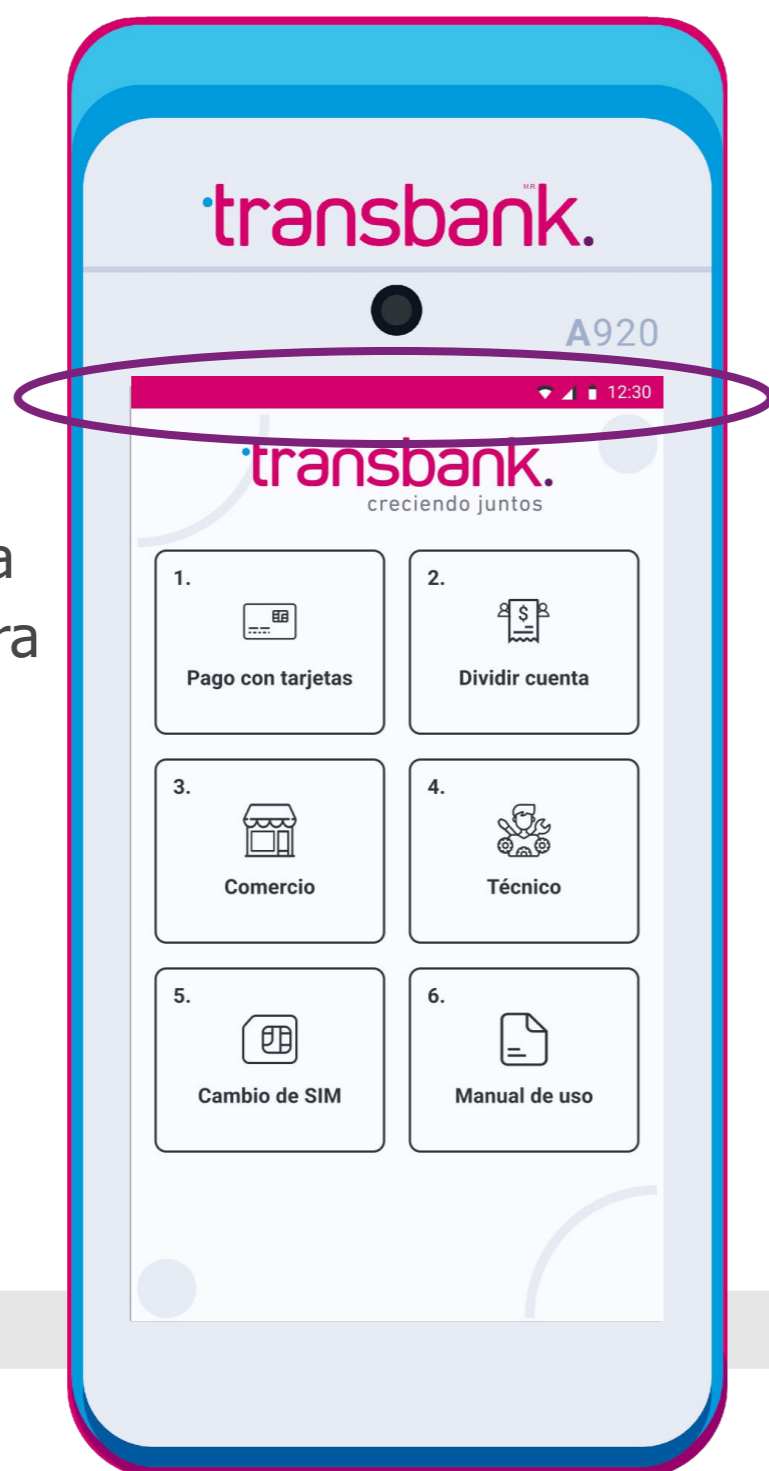 transbank.
M.R.
A920
12:30
transbank.
creciendo juntos
a
ra
1.
Pago con tarjetas
2.
Dividir cuenta
3.
Comercio
4.
Técnico
5.
Cambio de SIM
6.
Manual de uso